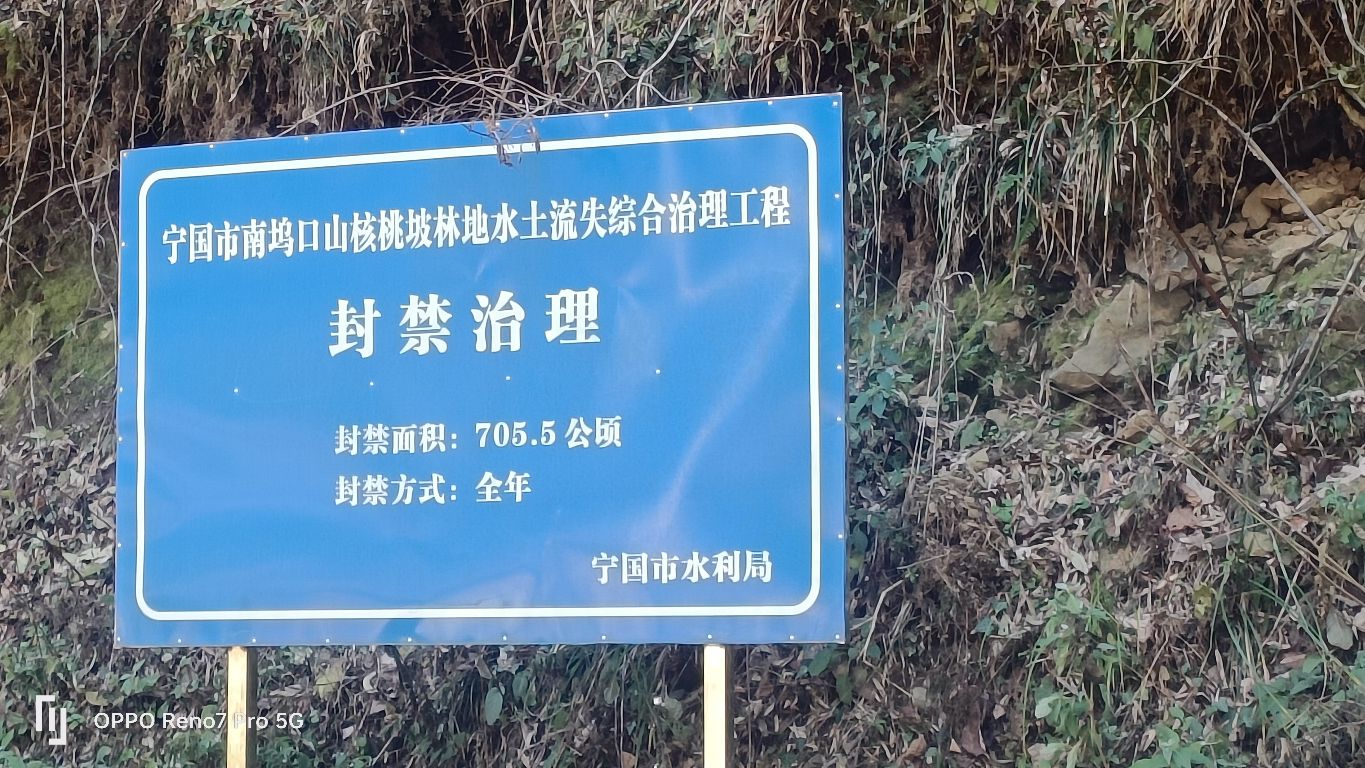 宁国市南坞口山核桃坡林地水土流失综合治理工程
封禁治理
封禁面积：705.5公顷
封禁方式：全年
宁国市水利局
OPPO Reno7 Pro 5G